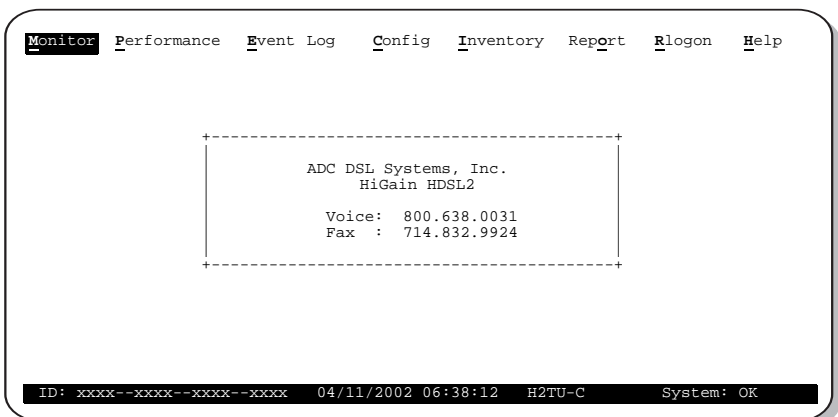 Monitor Performance Event Log Config Inventory Report Rlogon Help
ADC DSL Systems, Inc.
HiGain HDSL2
Voice: 800.638.0031
Fax : 714.832.9924
ID: xxxx--xxxx--xxxx--xxxx 04/11/2002 06:38:12 H2TU-C System: OK